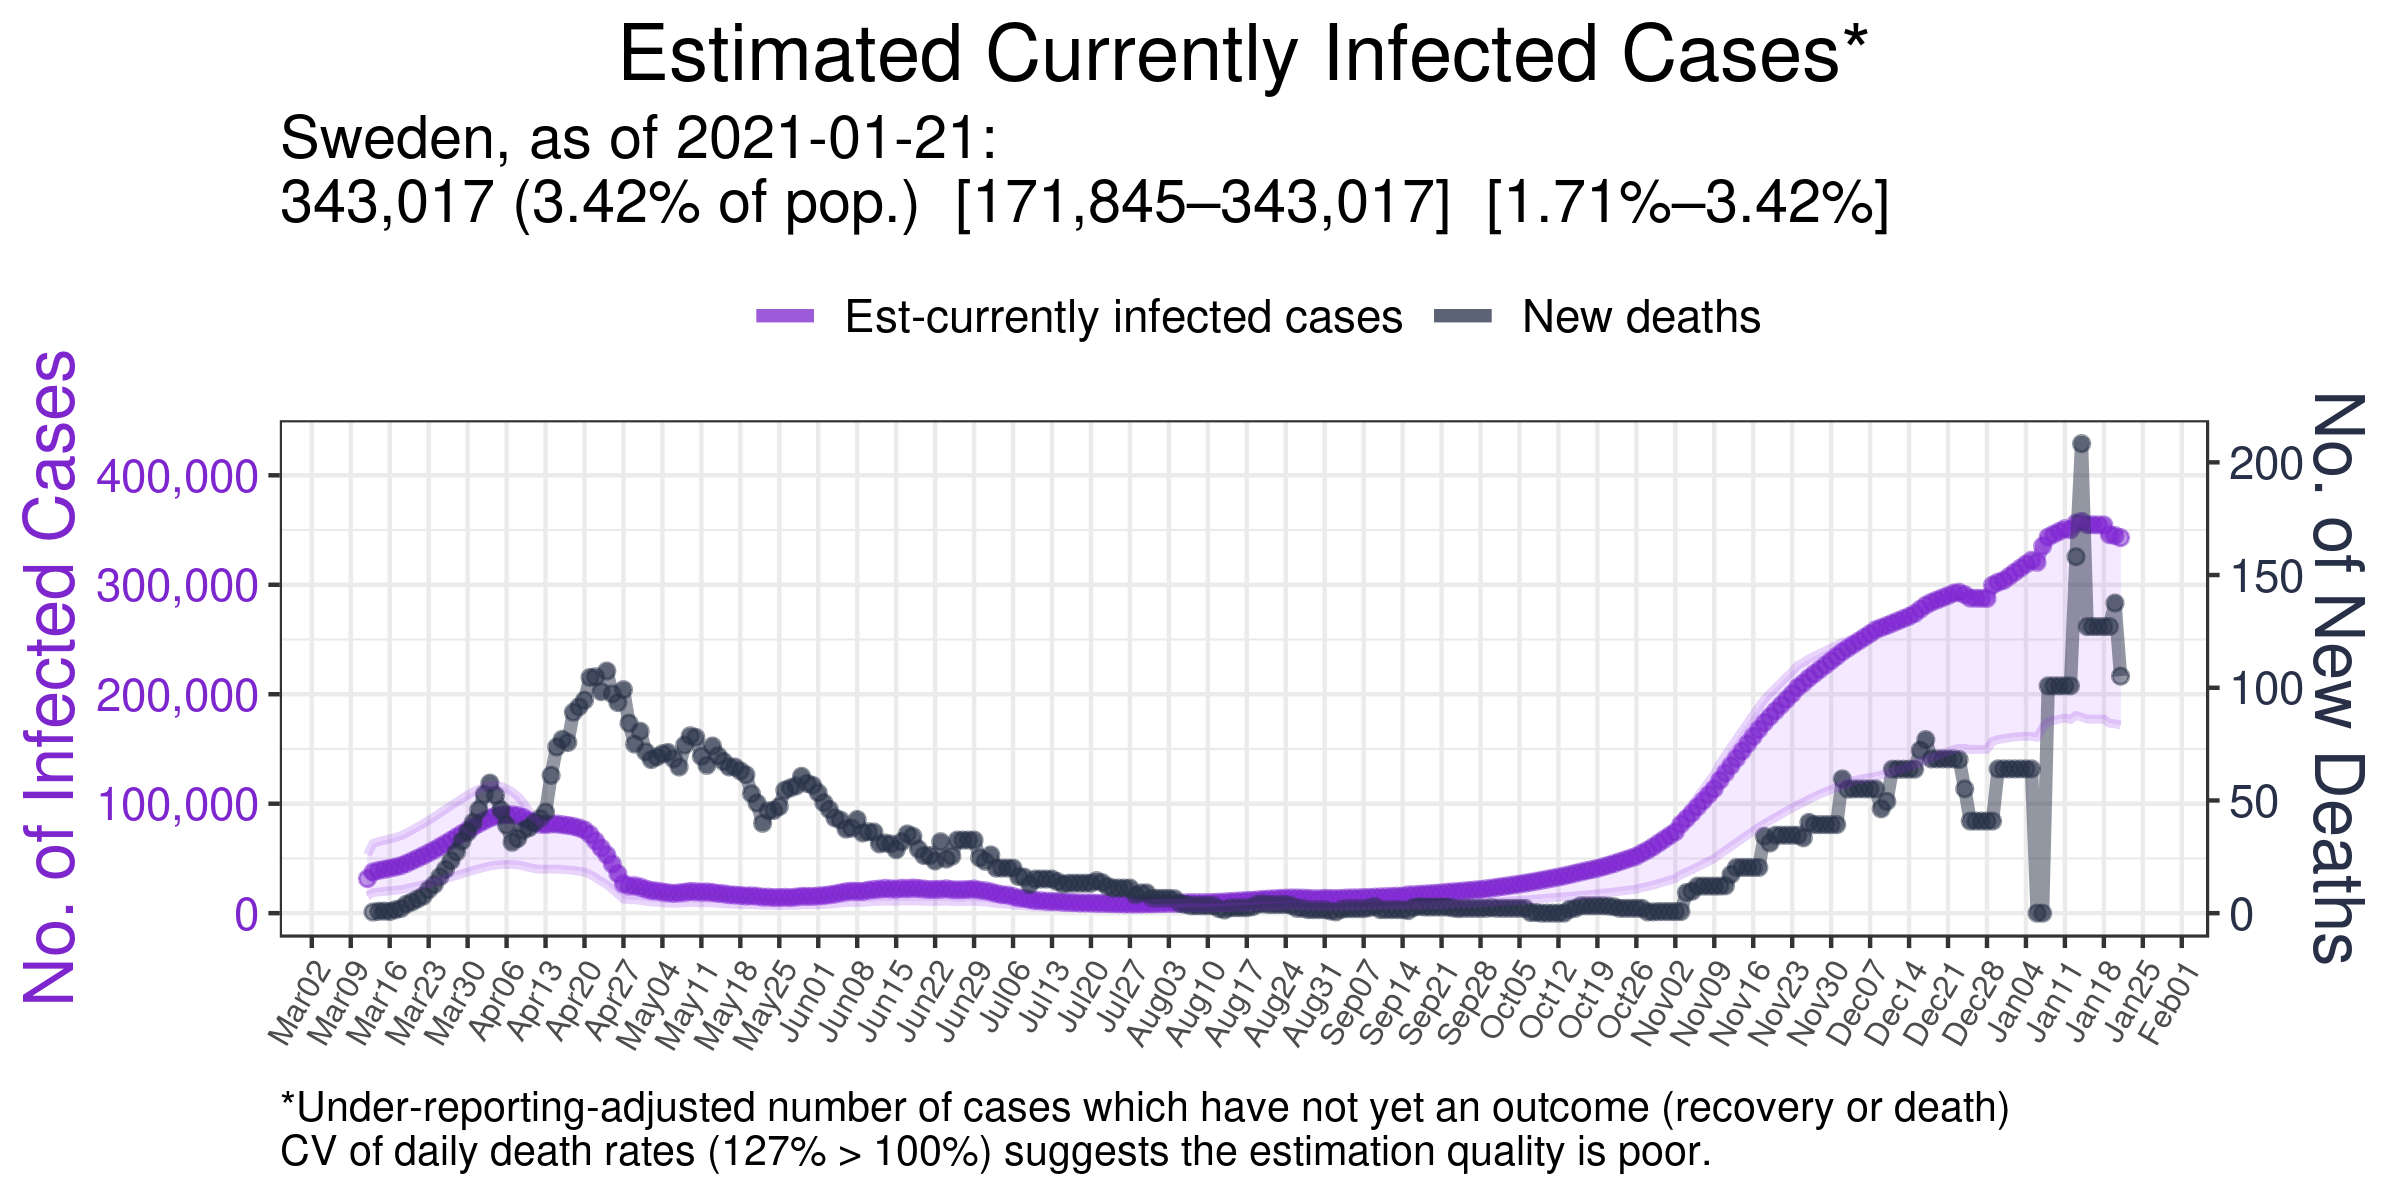 Estimated Currently Infected Cases*
Sweden, as of 2021-01-21:
343,017 (3.42% of pop.) [171,845–343,017] [1.71%–3.42%]
Est-currently infected cases New deaths
No. of Infected Cases
400,000
300,000
200,000
100,000
0
200
150
100
50
0
No. of New Deaths
Mar02 Mar09 Mar16 Mar23 Mar30 Apr06 Apr13 Apr20 Apr27 May04 May11 May18 May25 Jun01 Jun08 Jun15 Jun22 Jun29 Jul06 Jul13 Jul20 Jul27 Aug03 Aug10 Aug17 Aug24 Aug31 Sep07 Sep14 Sep21 Sep28 Oct05 Oct12 Oct19 Oct26 Nov02 Nov09 Nov16 Nov23 Nov30 Dec07 Dec14 Dec21 Dec28 Jan04 Jan11 Jan18 Jan25 Feb01
*Under-reporting-adjusted number of cases which have not yet an outcome (recovery or death)
CV of daily death rates (127% > 100%) suggests the estimation quality is poor.